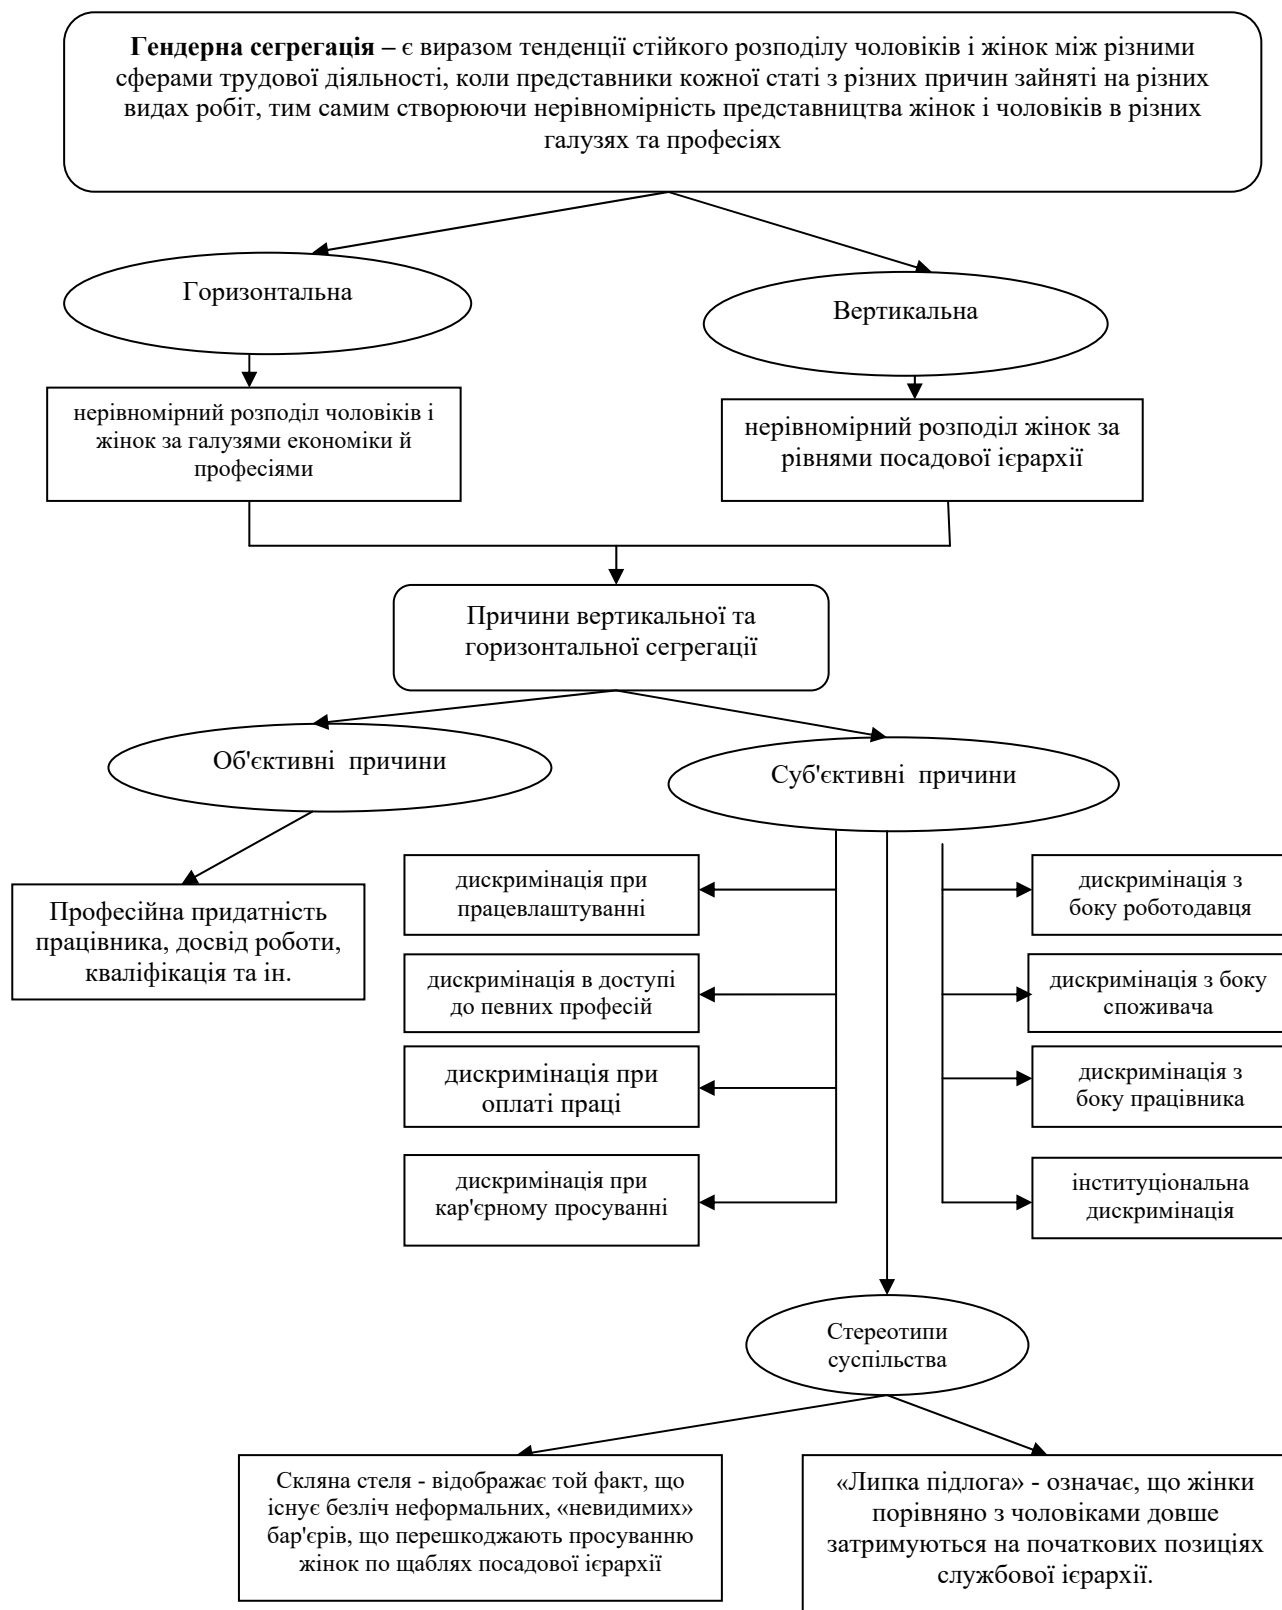 Гендерна сегрегація – є виразом тенденції стійкого розподілу чоловіків і жінок між різними
сферами трудової діяльності, коли представники кожної статі з різних причин зайняті на різних
видах робіт, тим самим створюючи нерівномірність представництва жінок і чоловіків в різних
галузях та професіях
Горизонтальна
Вертикальна
нерівномірний розподіл чоловіків і
жінок за галузями економіки й
професіями
нерівномірний розподіл жінок за
рівнями посадової ієрархії
Причини вертикальної та
горизонтальної сегрегації
Об'єктивні причини
Суб'єктивні причини
Професійна придатність
працівника, досвід роботи,
кваліфікація та ін.
дискримінація при
працевлаштуванні
дискримінація в доступі
до певних професій
дискримінація при
оплаті праці
дискримінація при
кар'єрному просуванні
дискримінація з
боку роботодавця
дискримінація з боку
споживача
дискримінація з
боку працівника
інституціональна
дискримінація
Стереотипи
суспільства
Скляна стеля - відображає той факт, що
існує безліч неформальних, «невидимих»
бар'єрів, що перешкоджають просуванню
жінок по щаблях посадової ієрархії
«Липка підлога» - означає, що жінки
порівняно з чоловіками довше
затримуються на початкових позиціях
службової ієрархії.